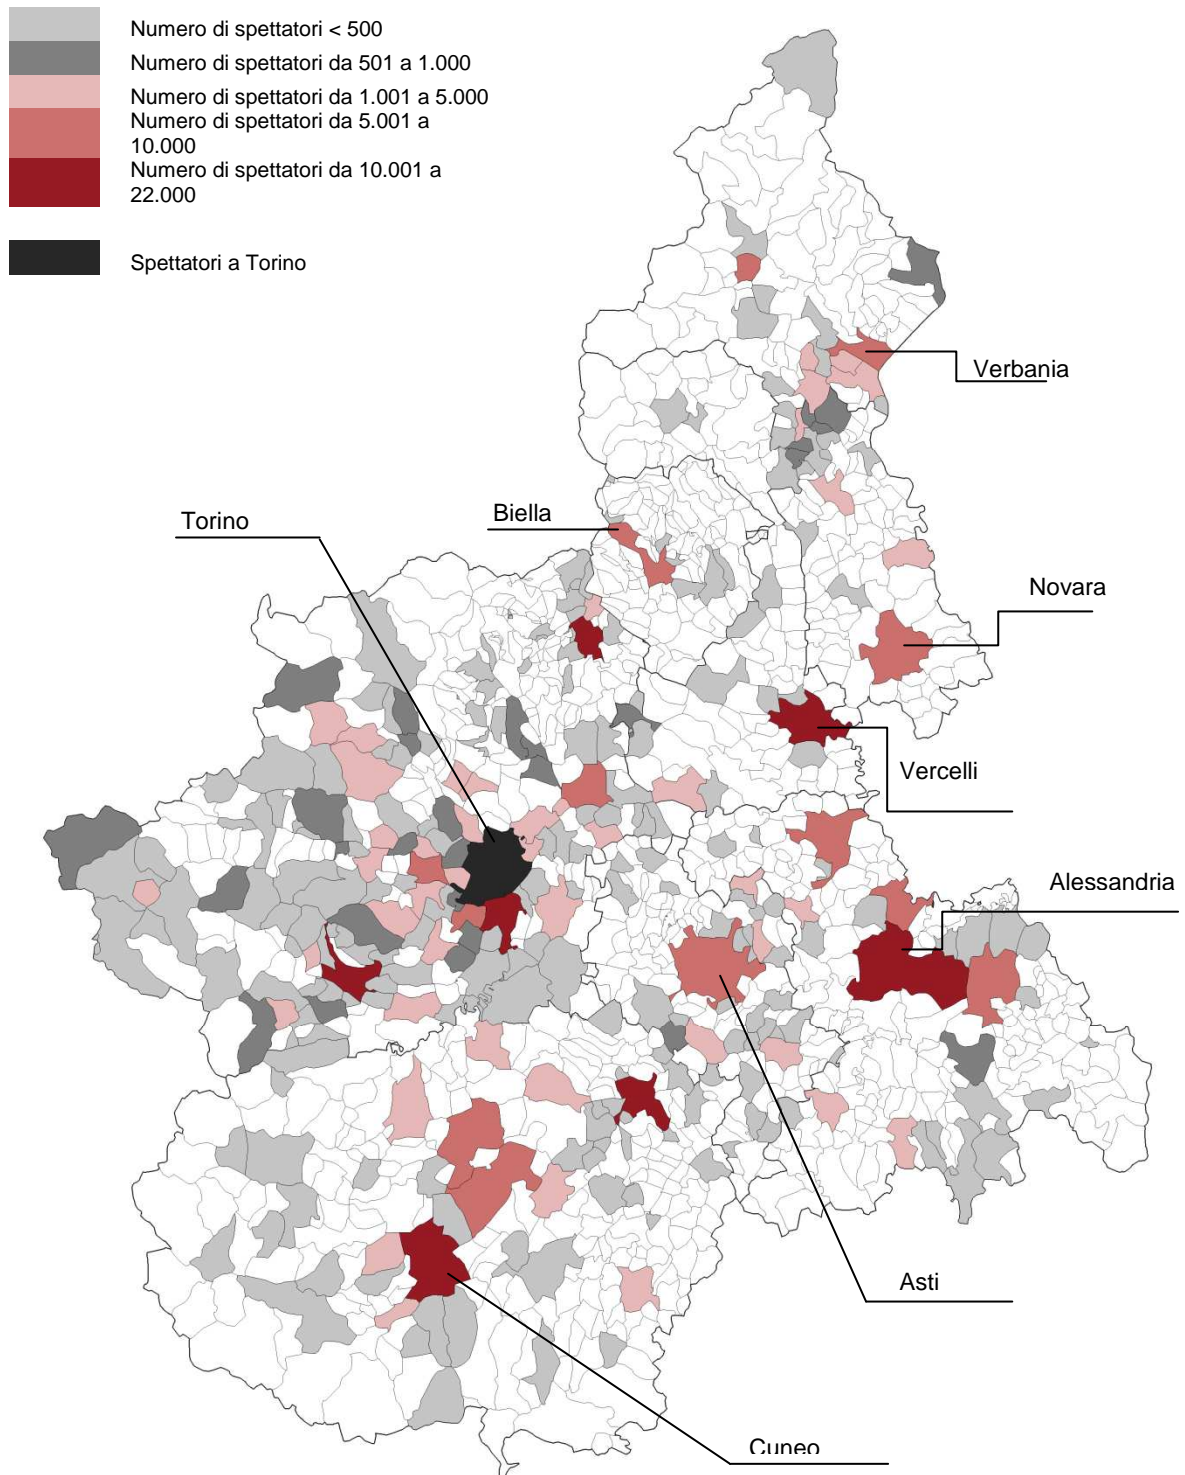 Numero di spettatori < 500
Numero di spettatori da 501 a 1.000
Numero di spettatori da 1.001 a 5.000
Numero di spettatori da 5.001 a
10.000
Numero di spettatori da 10.001 a
22.000
Spettatori a Torino
Verbania
Biella
Torino
Novara
Vercelli
Alessandria
Asti
Cuneo